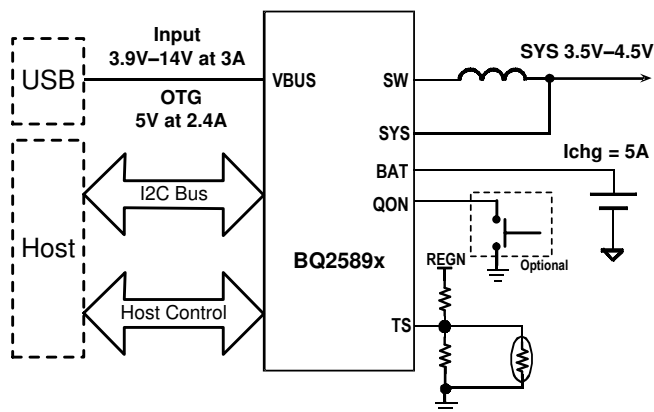 Input
3.9V–14V at 3A
USB
OTG
5V at 2.4A
VBUS
SW
SYS 3.5V–4.5V
SYS
Ichg = 5A
BAT
I2C Bus
QON
Host
BQ2589x
REGN
Optional
Host Control
TS